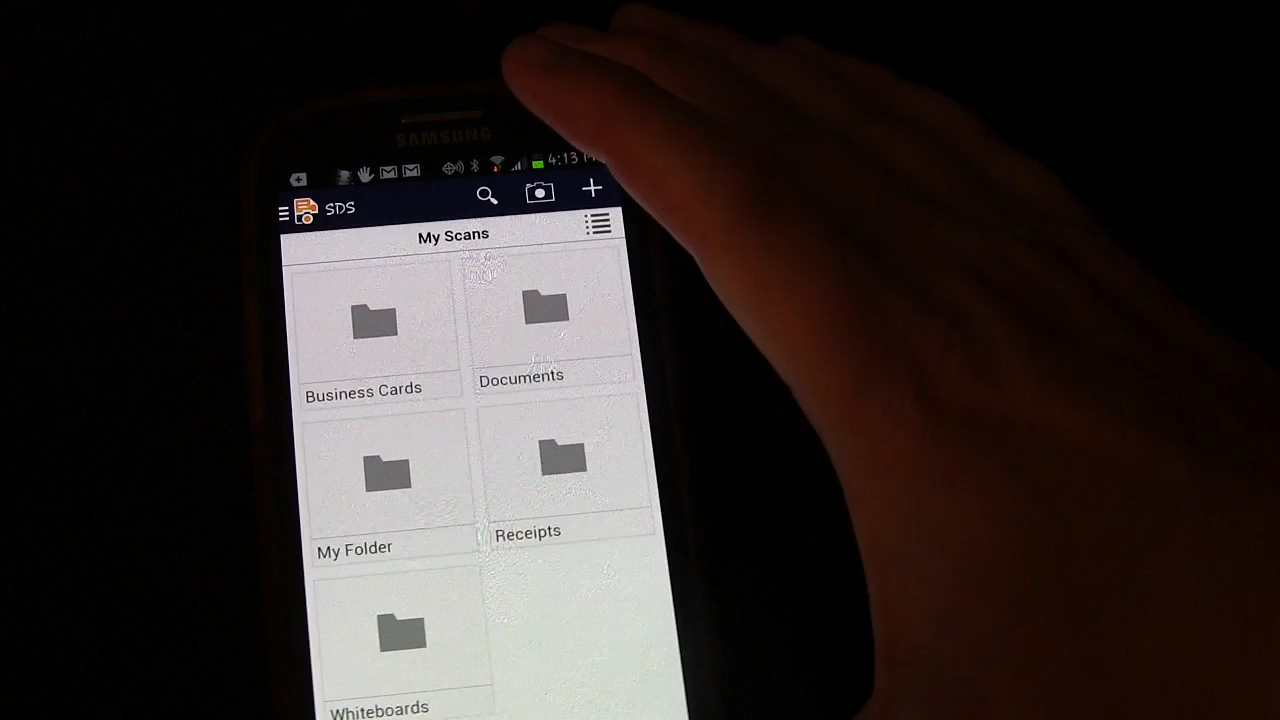 SAMSUNG
4:13
SDS
My Scans
Business Cards
Documents
My Folder
Receipts
Whiteboards